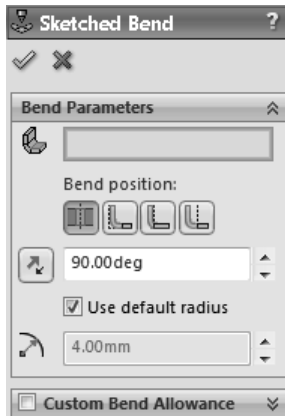 Sketched Bend ?
Bend Parameters
Bend position:
90.00deg
Use default radius
4.00mm
Custom Bend Allowance